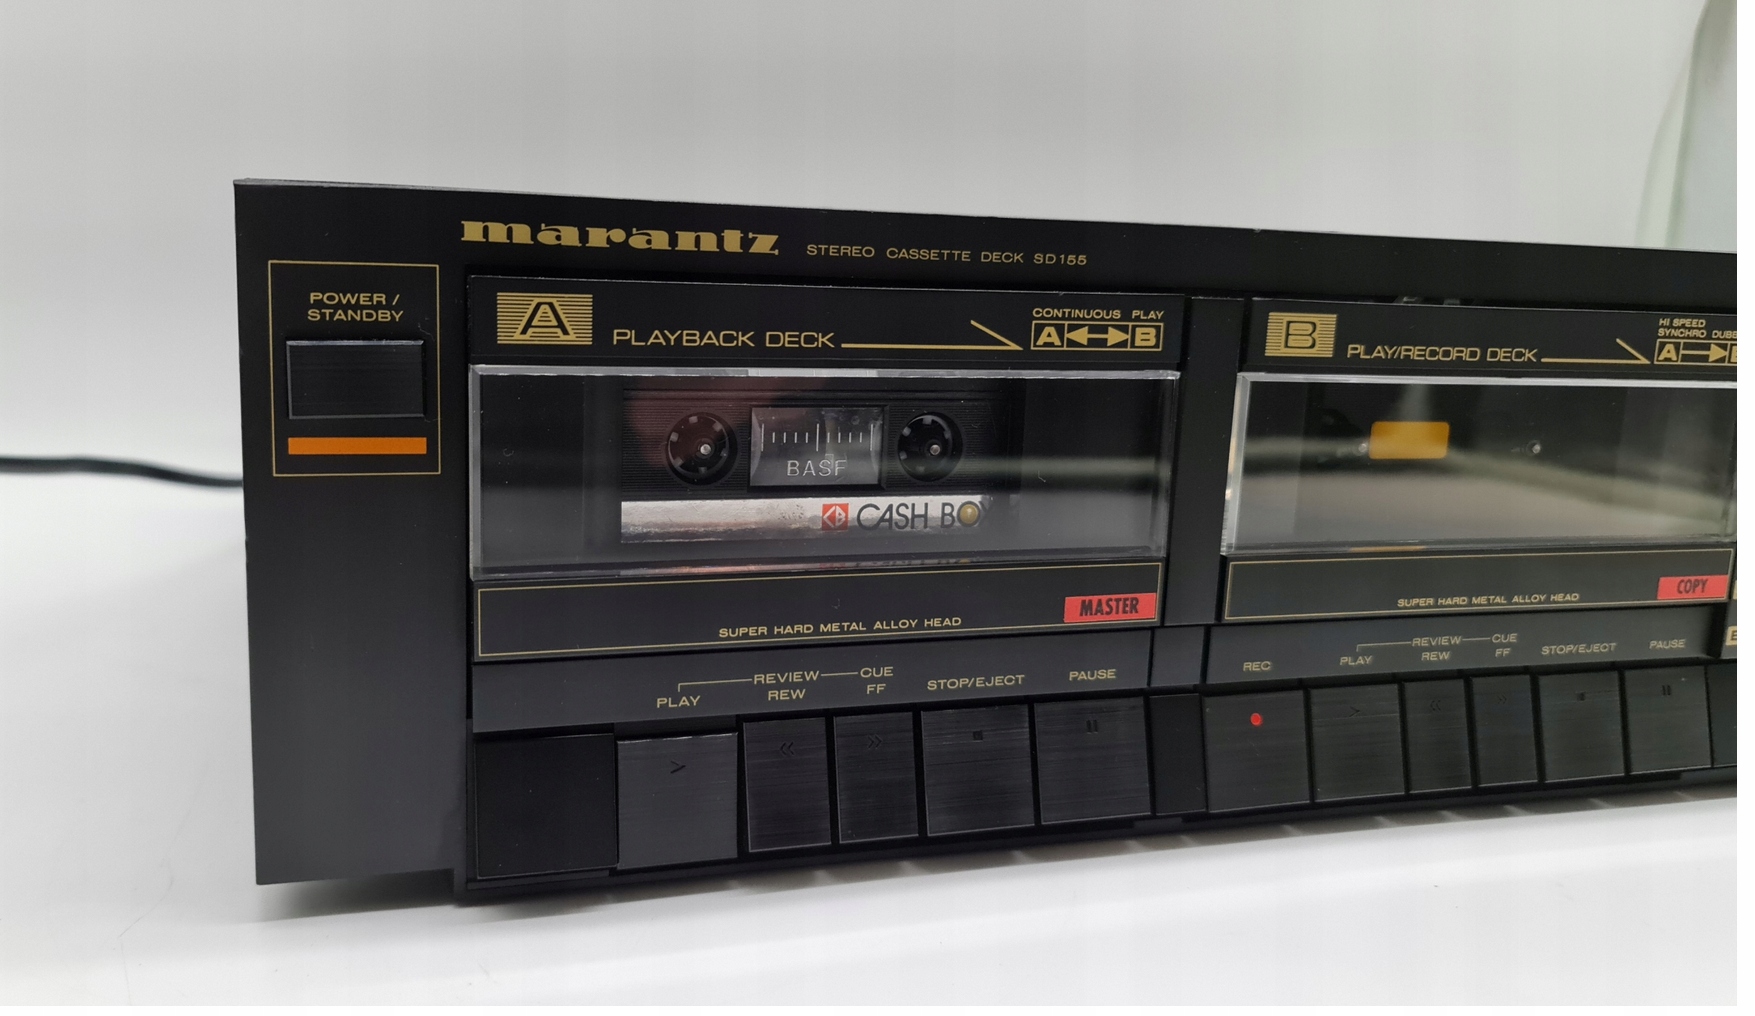 marantz STEREO CASSETTE DECK SD155
POWER /
STANDBY
A PLAYBACK DECK
CONTINUOUS PLAY
A B
BASF
CASH BOX
SUPER HARD METAL ALLOY HEAD
MASTER
REVIEW CUE
PLAY REW FF STOP/EJECT PAUSE
B PLAY/RECORD DECK
HI SPEED
SYNCHRO
A
SUPER HARD METAL ALLOY HEAD
COPY
REVIEW CUE
REC PLAY REW FF STOP/EJECT PAUSE